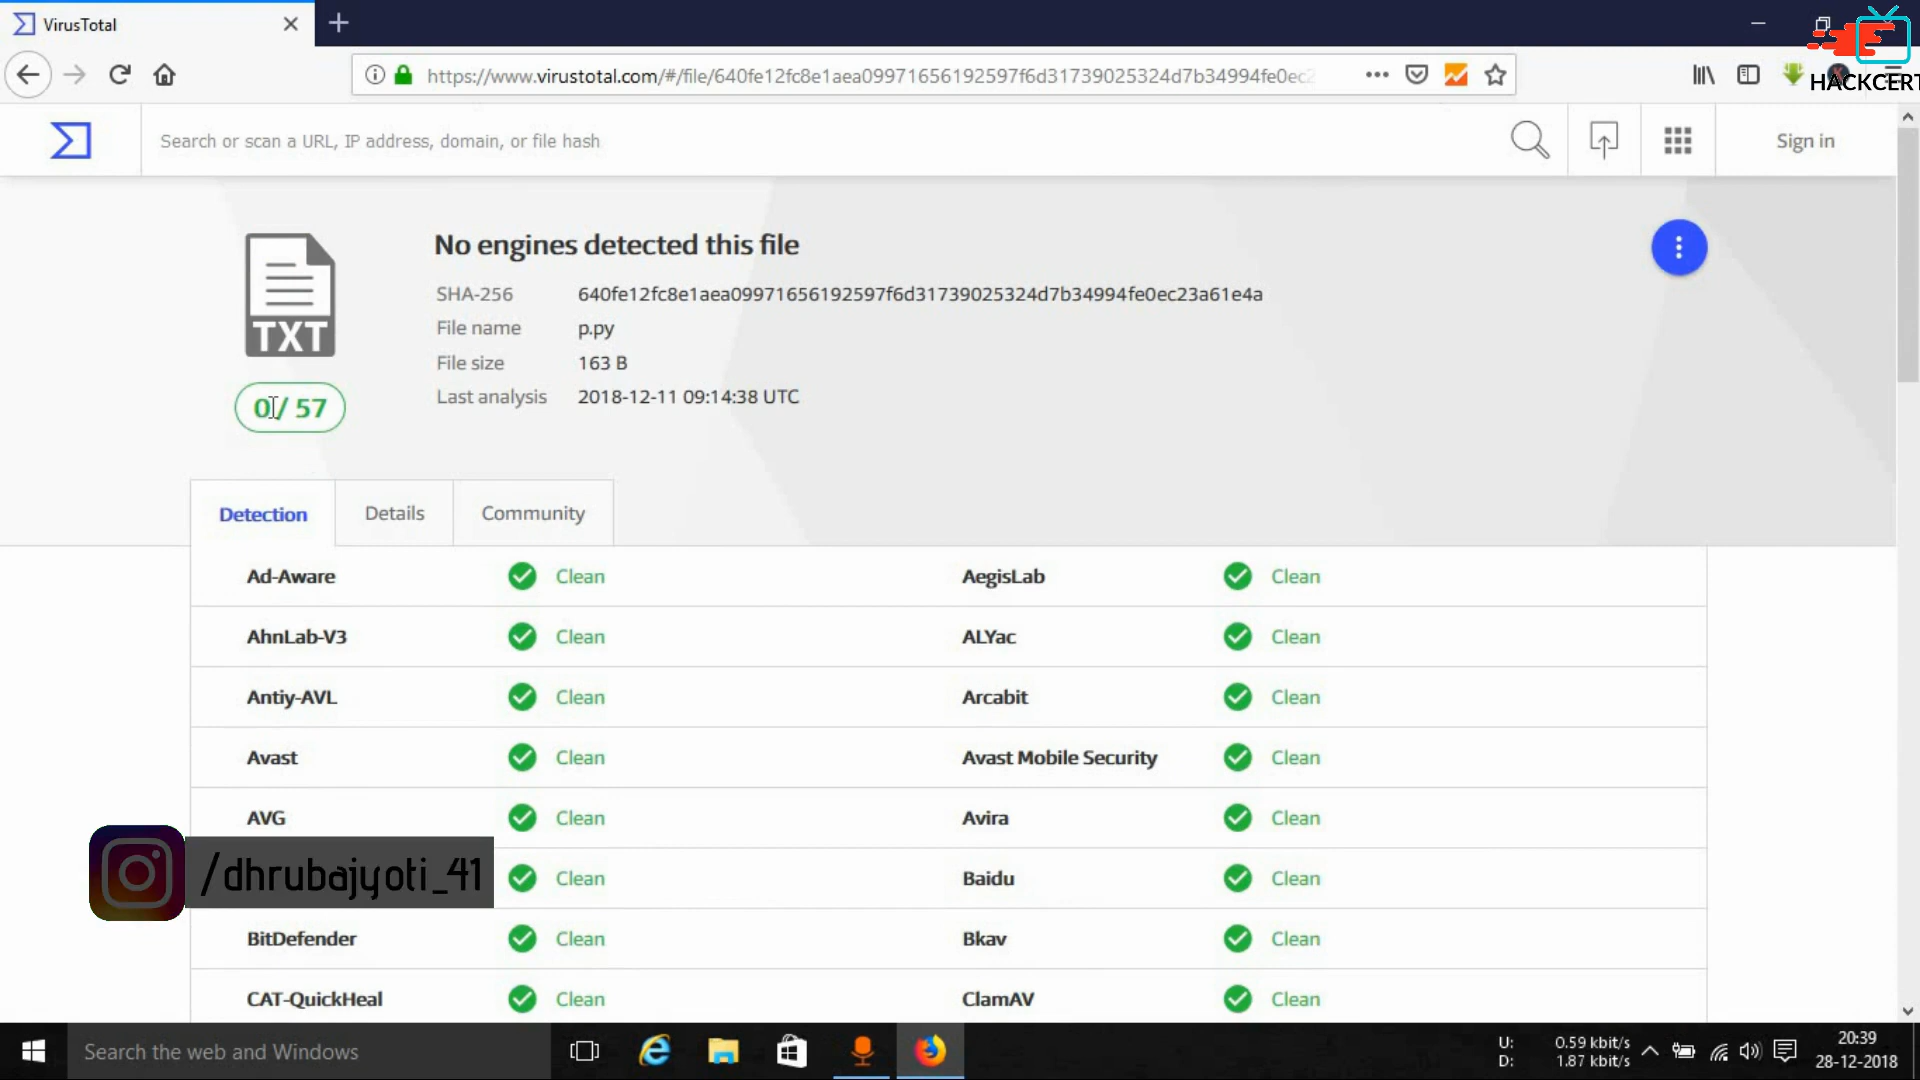 VirusTotal
https://www.virustotal.com/#/file/640fe12fc8e1aea09971656192597f6d31739025324d7b34994fe0ec2
HACKCERT
Search or scan a URL, IP address, domain, or file hash
Sign in
No engines detected this file
SHA-256 640fe12fc8e1aea09971656192597f6d31739025324d7b34994fe0ec23a61e4a
TXT
File name p.py
File size 163 B
Last analysis 2018-12-11 09:14:38 UTC
0 / 57
Detection Details Community
Ad-Aware Clean AegisLab Clean
AhnLab-V3 Clean ALYac Clean
Antiy-AVL Clean Arcabit Clean
Avast Clean Avast Mobile Security Clean
AVG Clean Avira Clean
/dhrubajyoti_41 Clean Baidu Clean
BitDefender Clean Bkav Clean
CAT-QuickHeal Clean ClamAV Clean
Search the web and Windows
U: 0.59 kbit/s
D: 1.87 kbit/s
20:39
28-12-2018